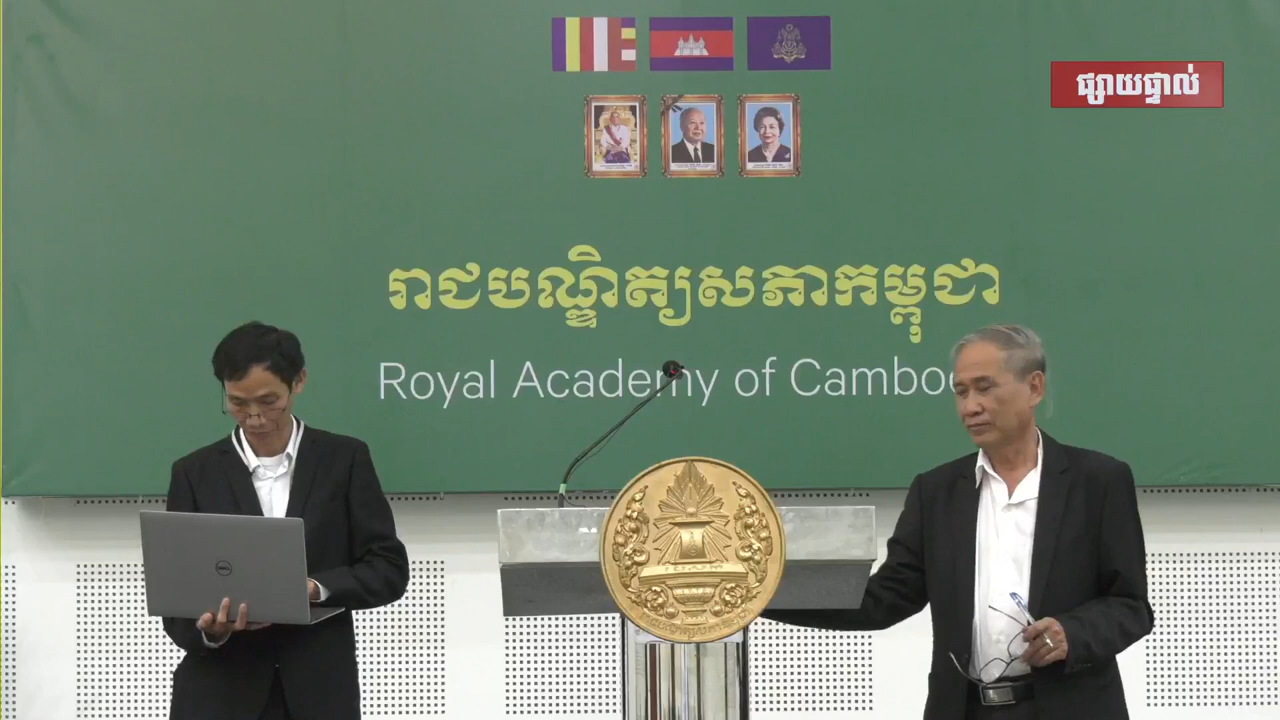 ផ្សាយផ្ទាល់
រាជបណ្ឌិត្យសភាកម្ពុជា
Royal Academy of Camboo
DELL